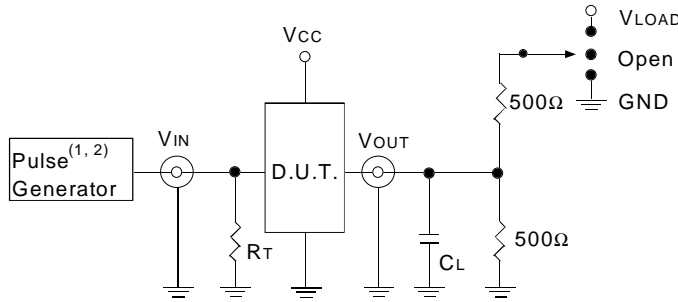 VLOAD
VCC
Open
500Ω
GND
VIN
VOUT
Pulse(1, 2)
Generator
D.U.T.
500Ω
RT
CL